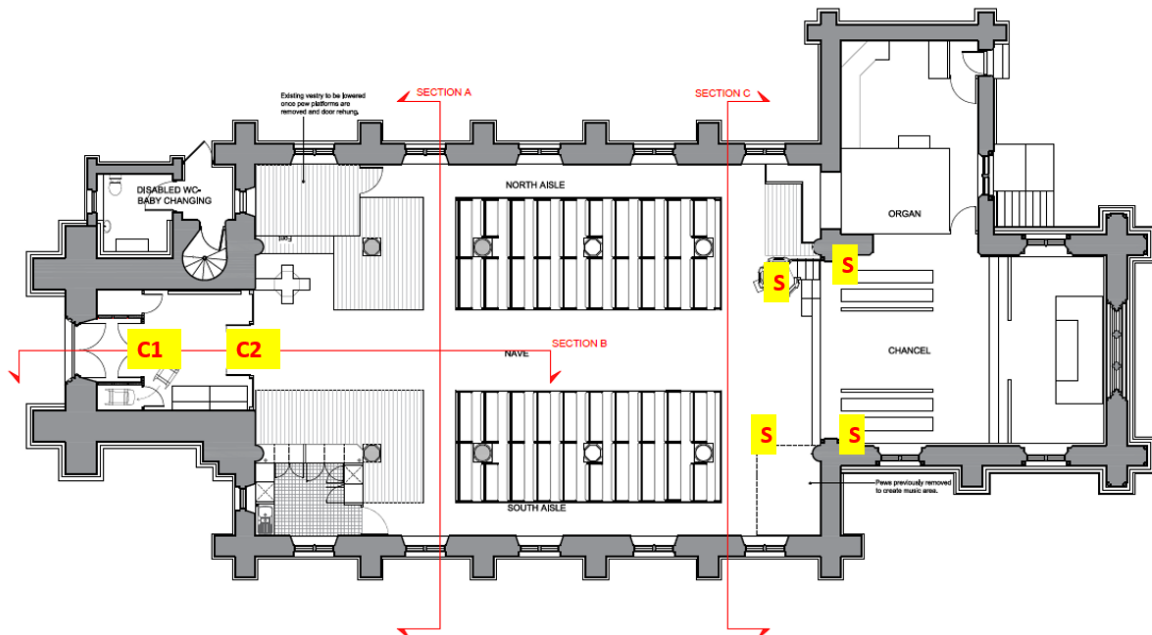 SECTION A
SECTION C
Existing vestry to be lowered
once pew platforms are
removed and door rehung.
NORTH AISLE
DISABLED WC-
BABY CHANGING
ORGAN
Font
S
S
C1
C2
SECTION B
NAVE
CHANCEL
S
S
Pews previously removed
to create music area.
SOUTH AISLE